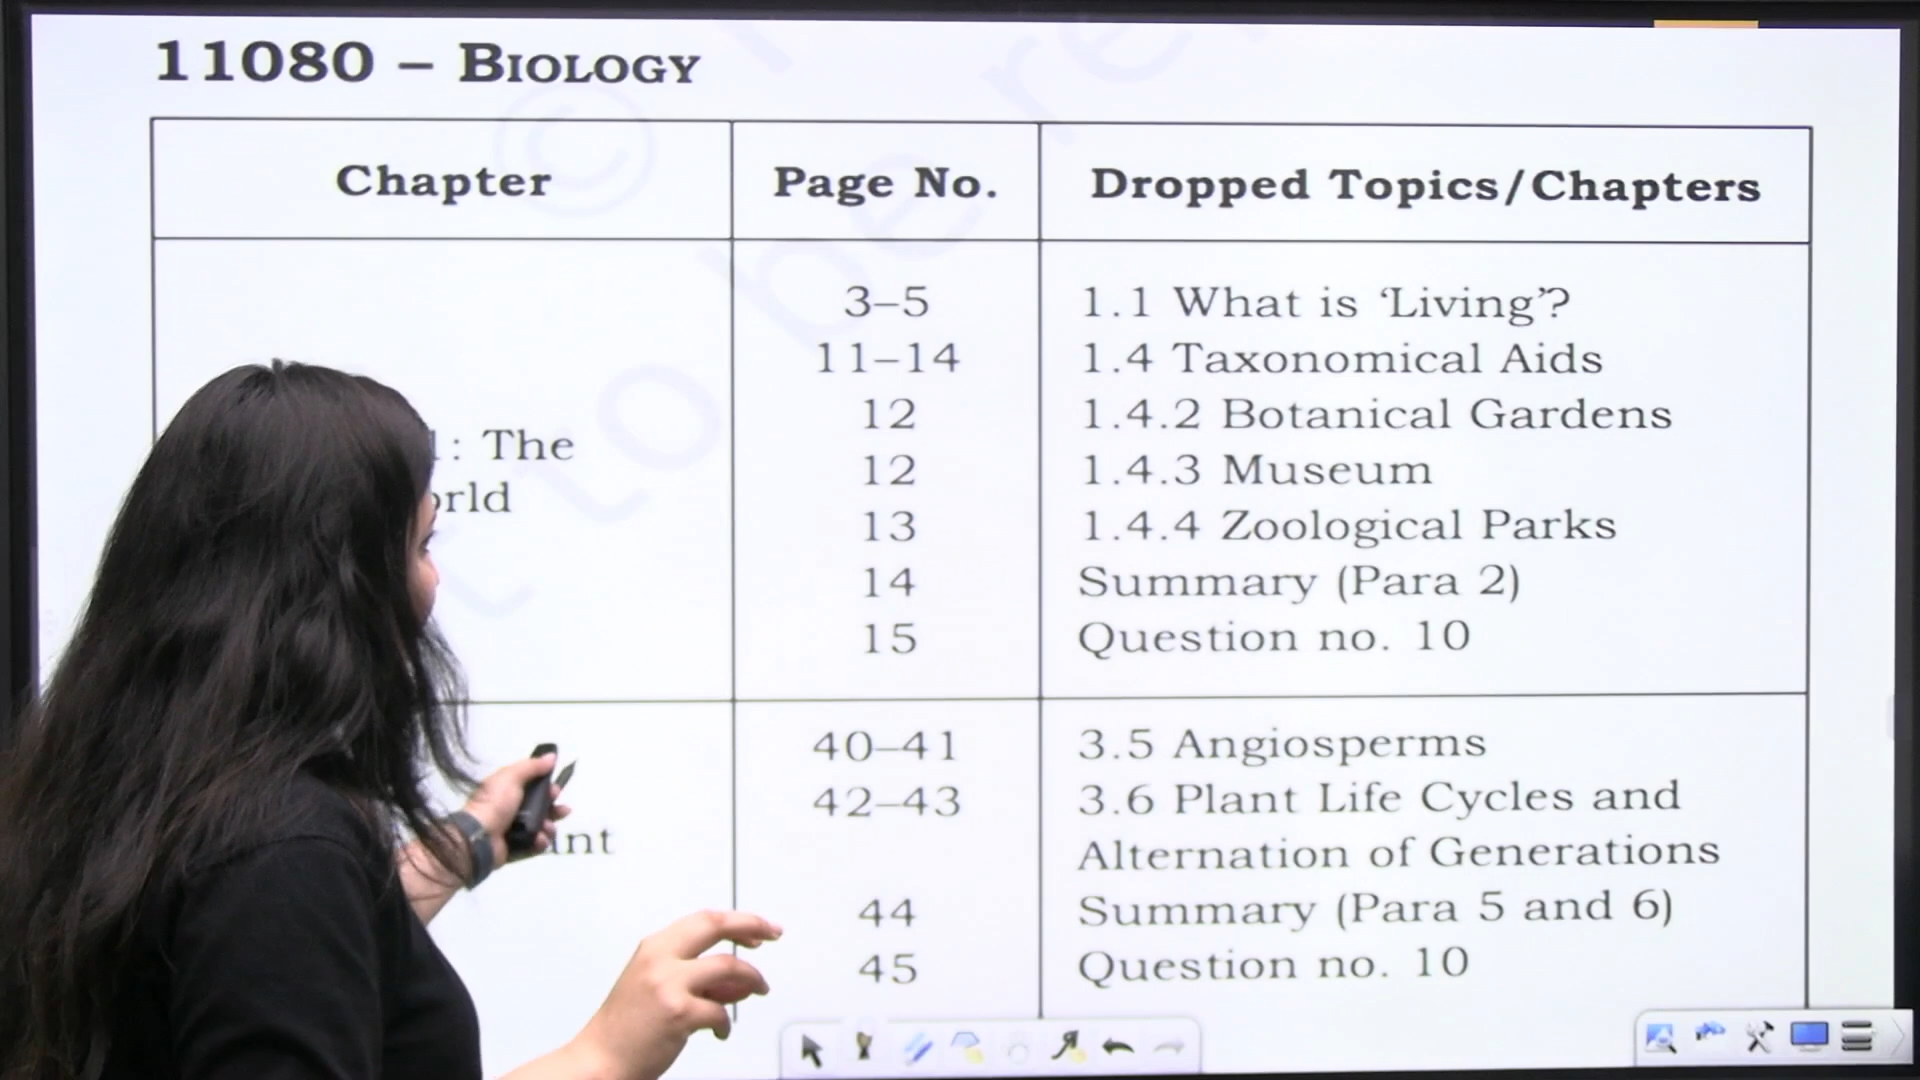 11080 – BIOLOGY
Chapter Page No. Dropped Topics/Chapters
3–5 1.1 What is ‘Living’?
11–14 1.4 Taxonomical Aids
12 1.4.2 Botanical Gardens
: The
12 1.4.3 Museum
13 1.4.4 Zoological Parks
14 Summary (Para 2)
15 Question no. 10
40–41 3.5 Angiosperms
42–43 3.6 Plant Life Cycles and
Alternation of Generations
44 Summary (Para 5 and 6)
45 Question no. 10
to be re